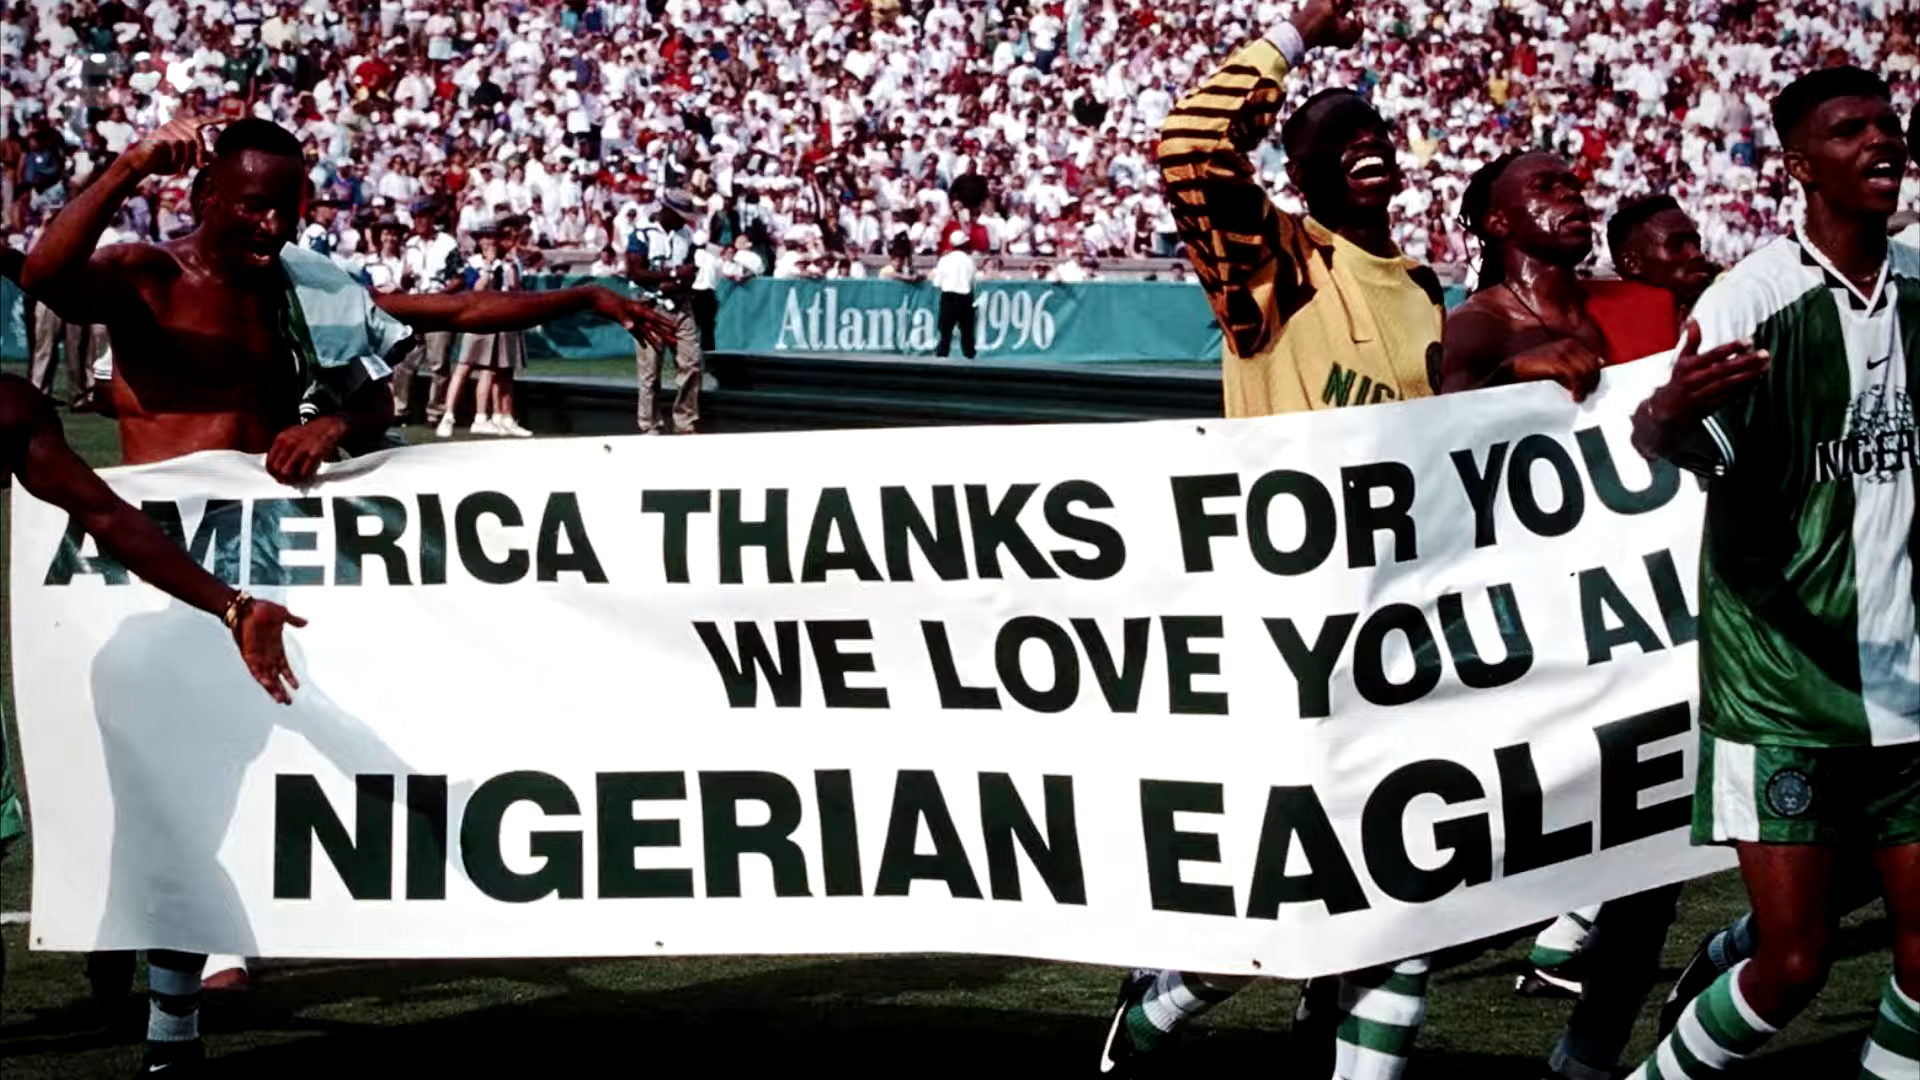 Atlanta 1996
NIG
NIGER
AMERICA THANKS FOR YOU
WE LOVE YOU AL
NIGERIAN EAGLE